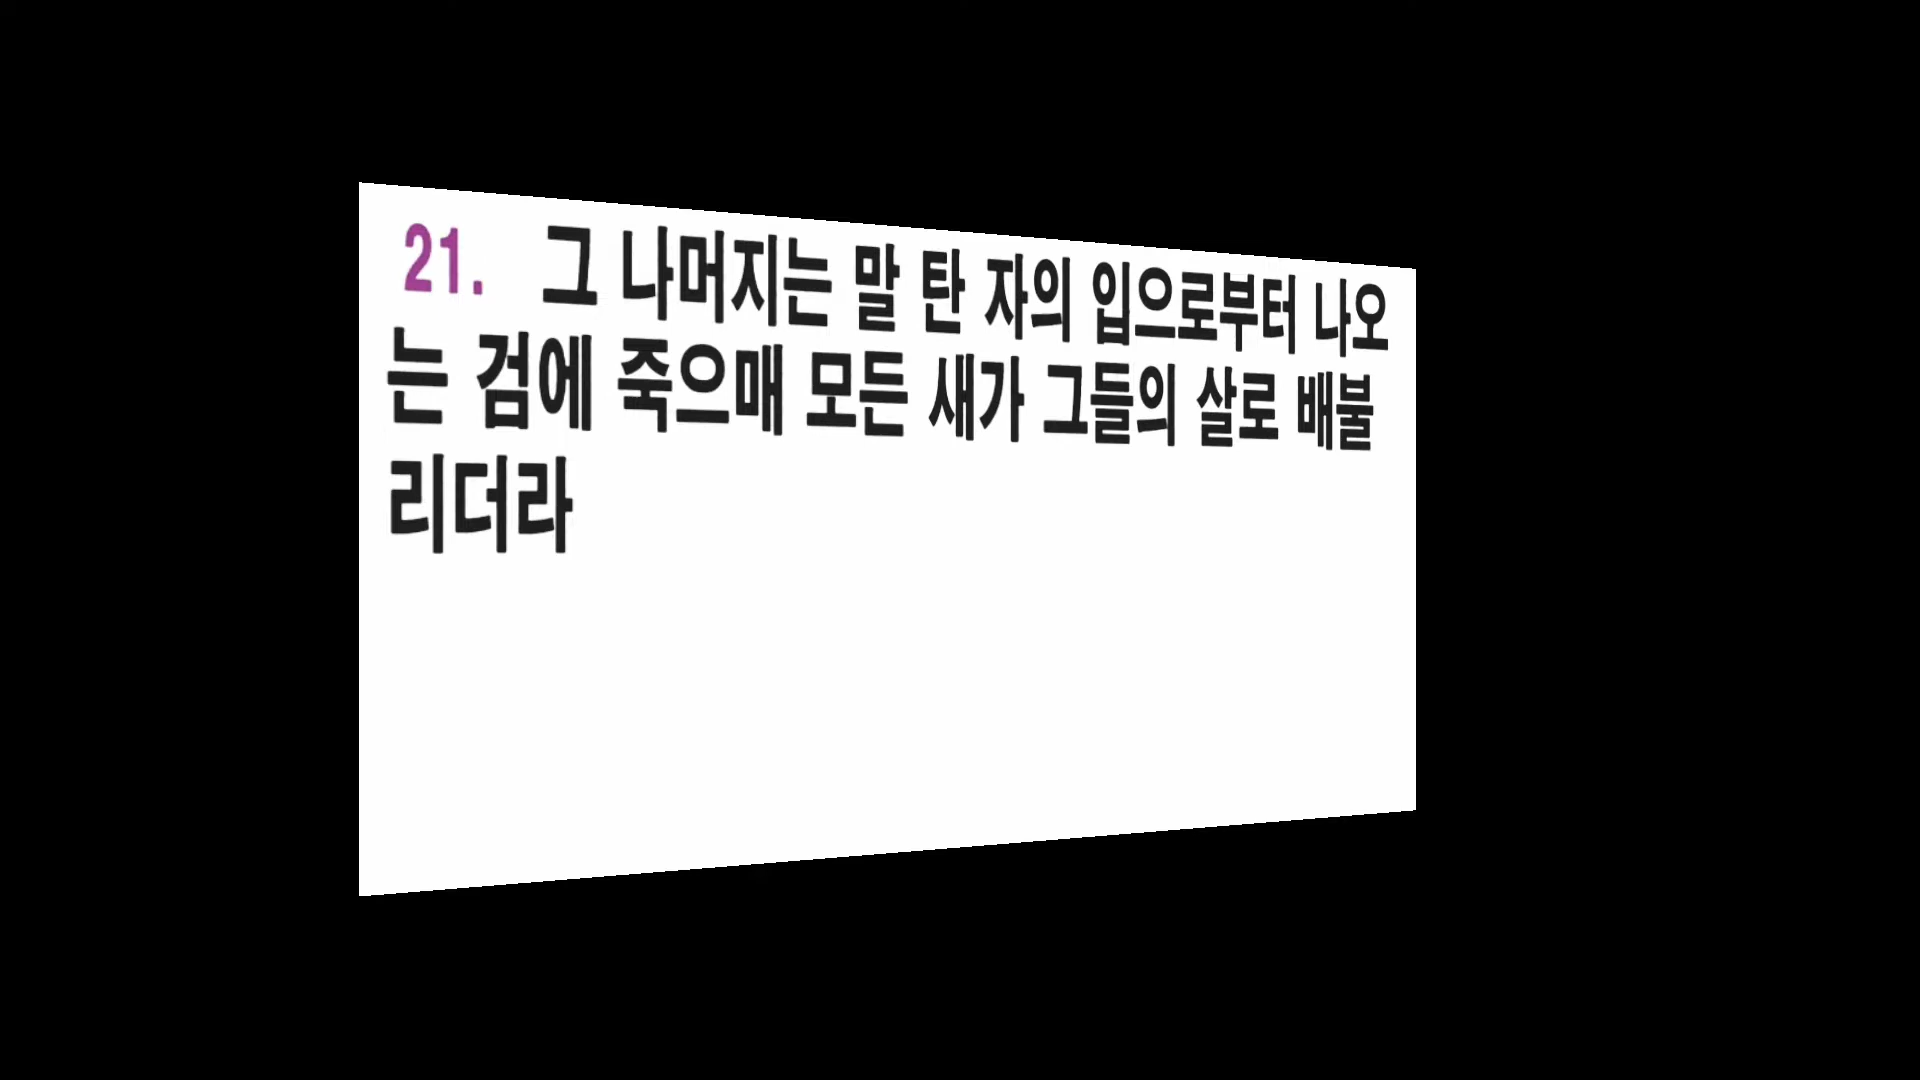 21. 그 나머지는 말 탄 자의 입으로부터 나오
는 검에 죽으매 모든 새가 그들의 살로 배불
리더라